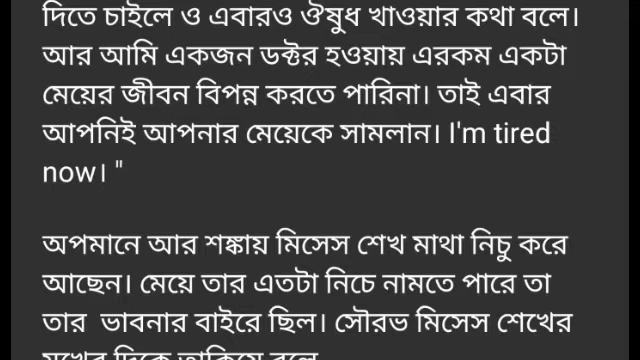 দিতে চাইলে ও এবারও ঔষুধ খাওয়ার কথা বলে।
আর আমি একজন ডক্টর হওয়ায় এরকম একটা
মেয়ের জীবন বিপন্ন করতে পারিনা। তাই এবার
আপনিই আপনার মেয়েকে সামলান। I'm tired
now। "
অপমানে আর শঙ্কায় মিসেস শেখ মাথা নিচু করে
আছেন। মেয়ে তার এতটা নিচে নামতে পারে তা
তার ভাবনার বাইরে ছিল। সৌরভ মিসেস শেখের
মুখের দিকে তাকিয়ে বলে